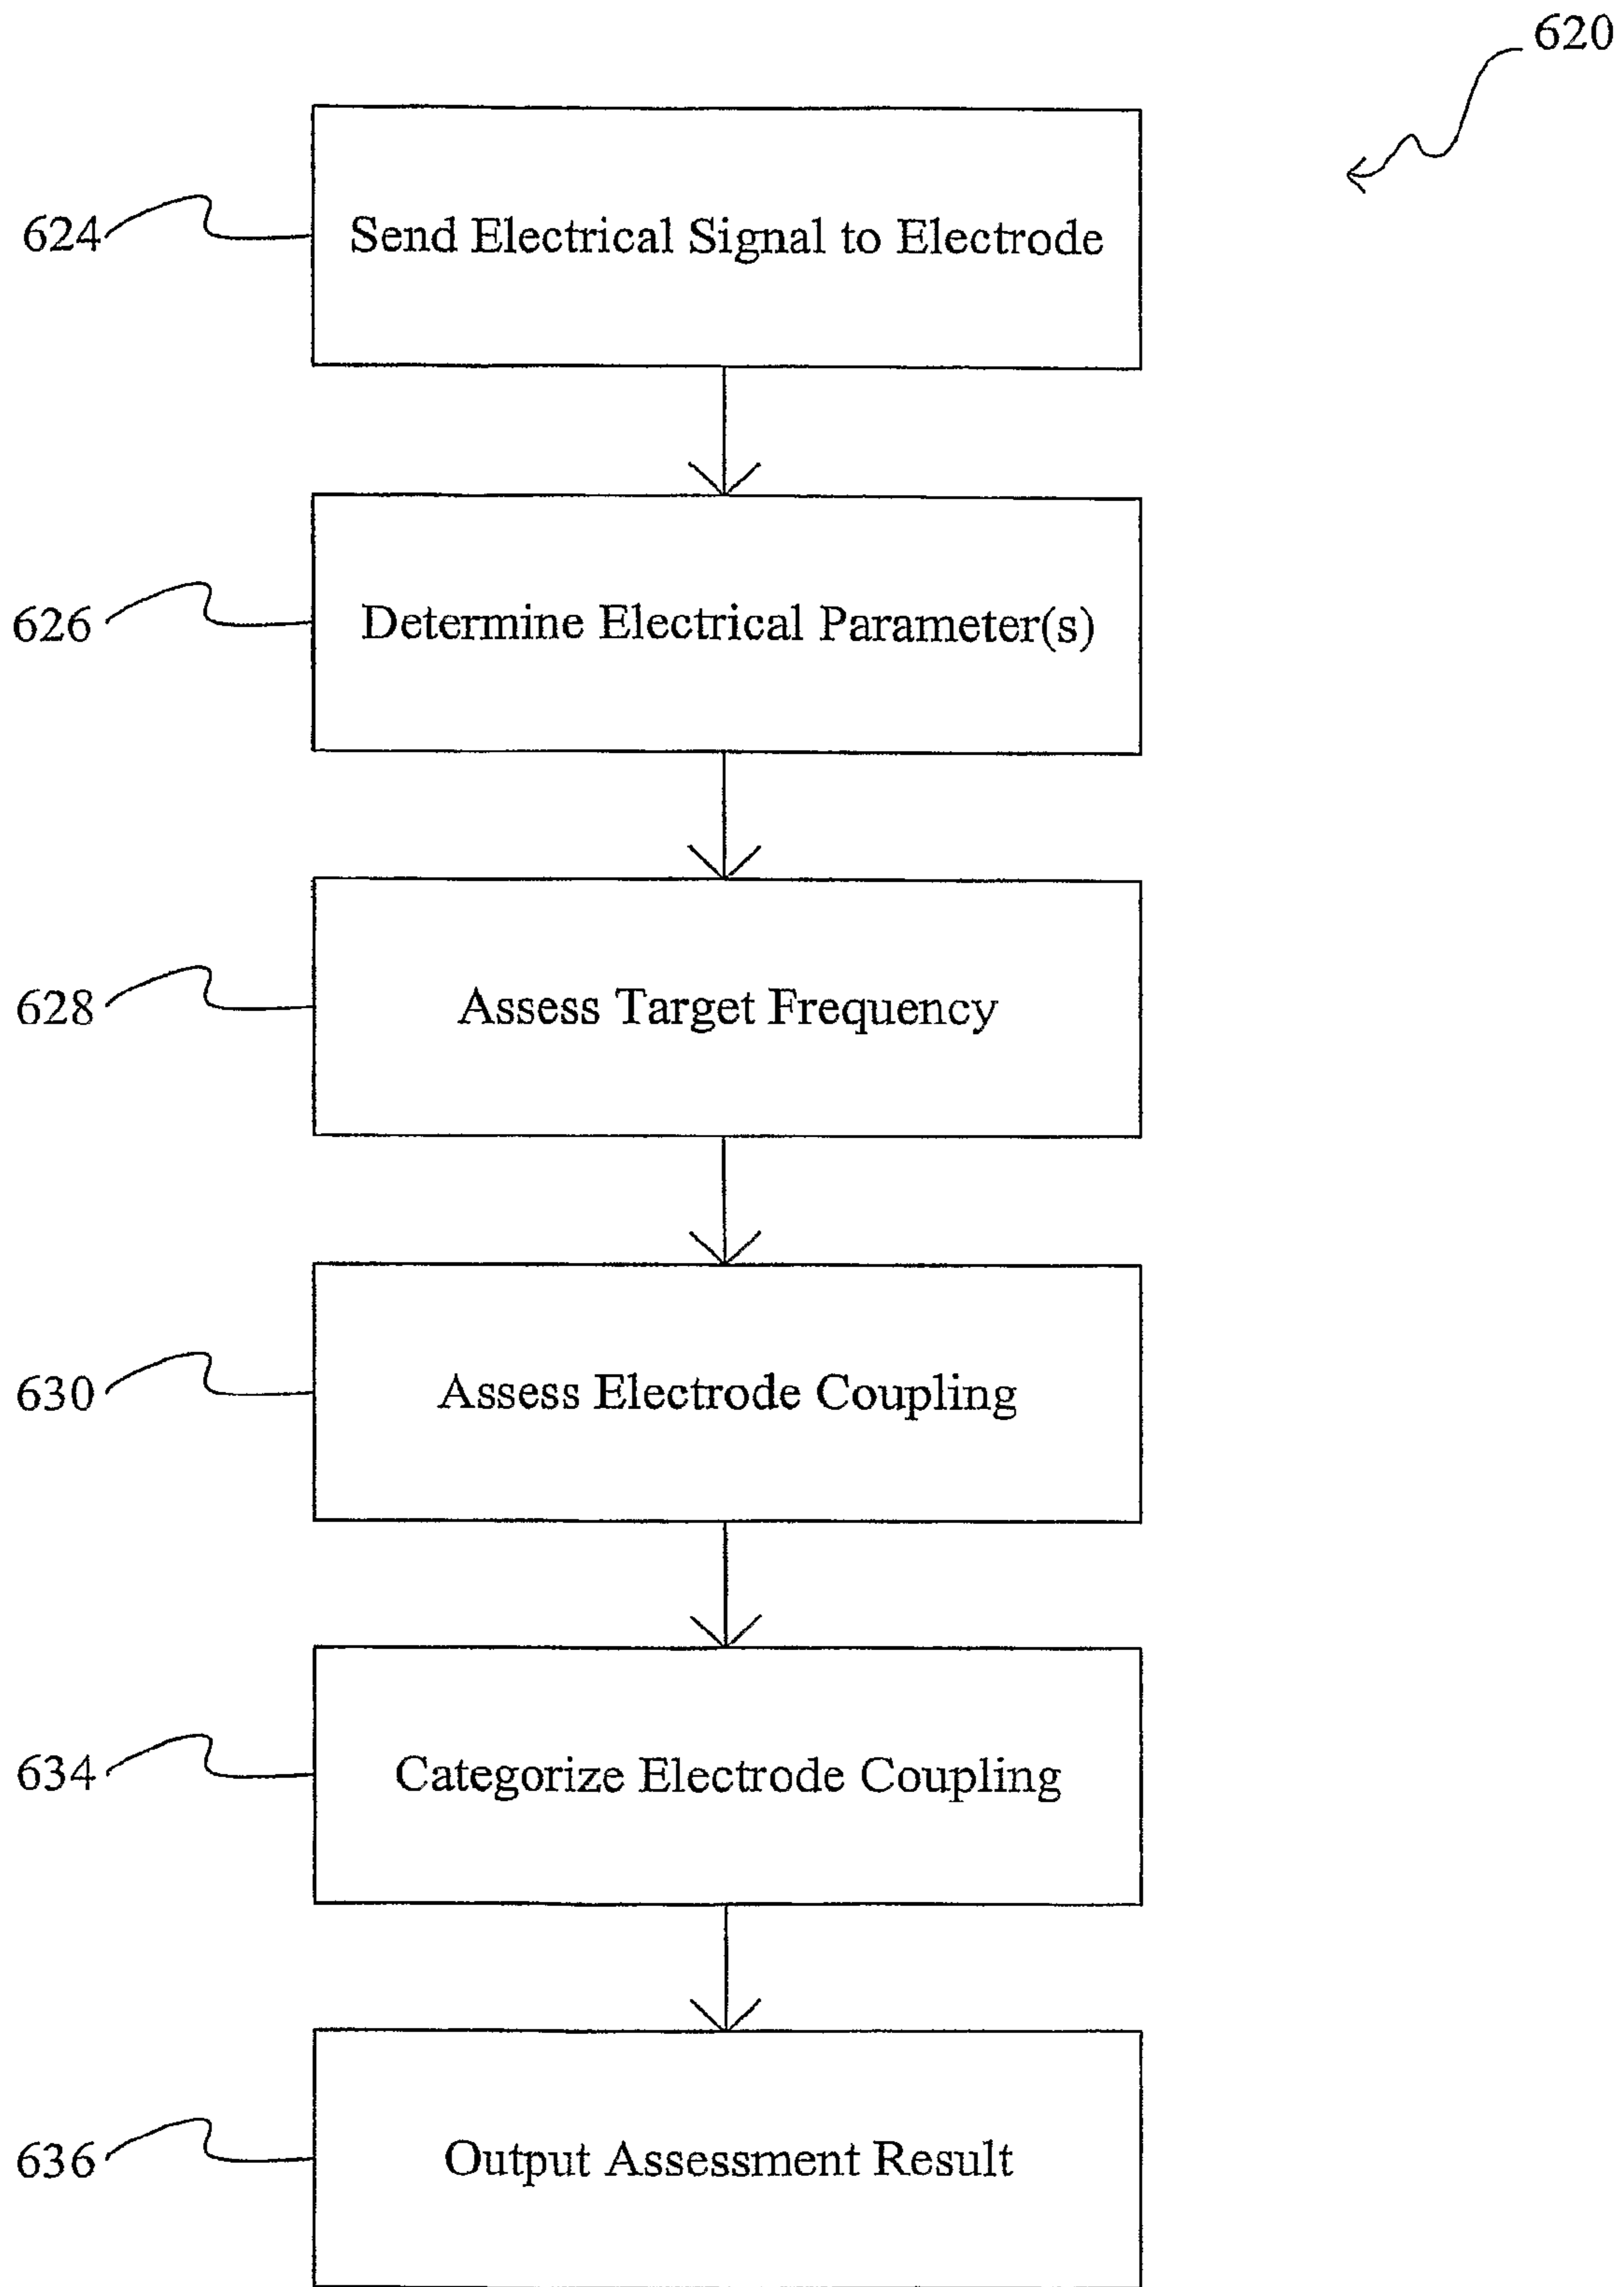 620
624
Send Electrical Signal to Electrode
626
Determine Electrical Parameter(s)
628
Assess Target Frequency
630
Assess Electrode Coupling
634
Categorize Electrode Coupling
636
Output Assessment Result